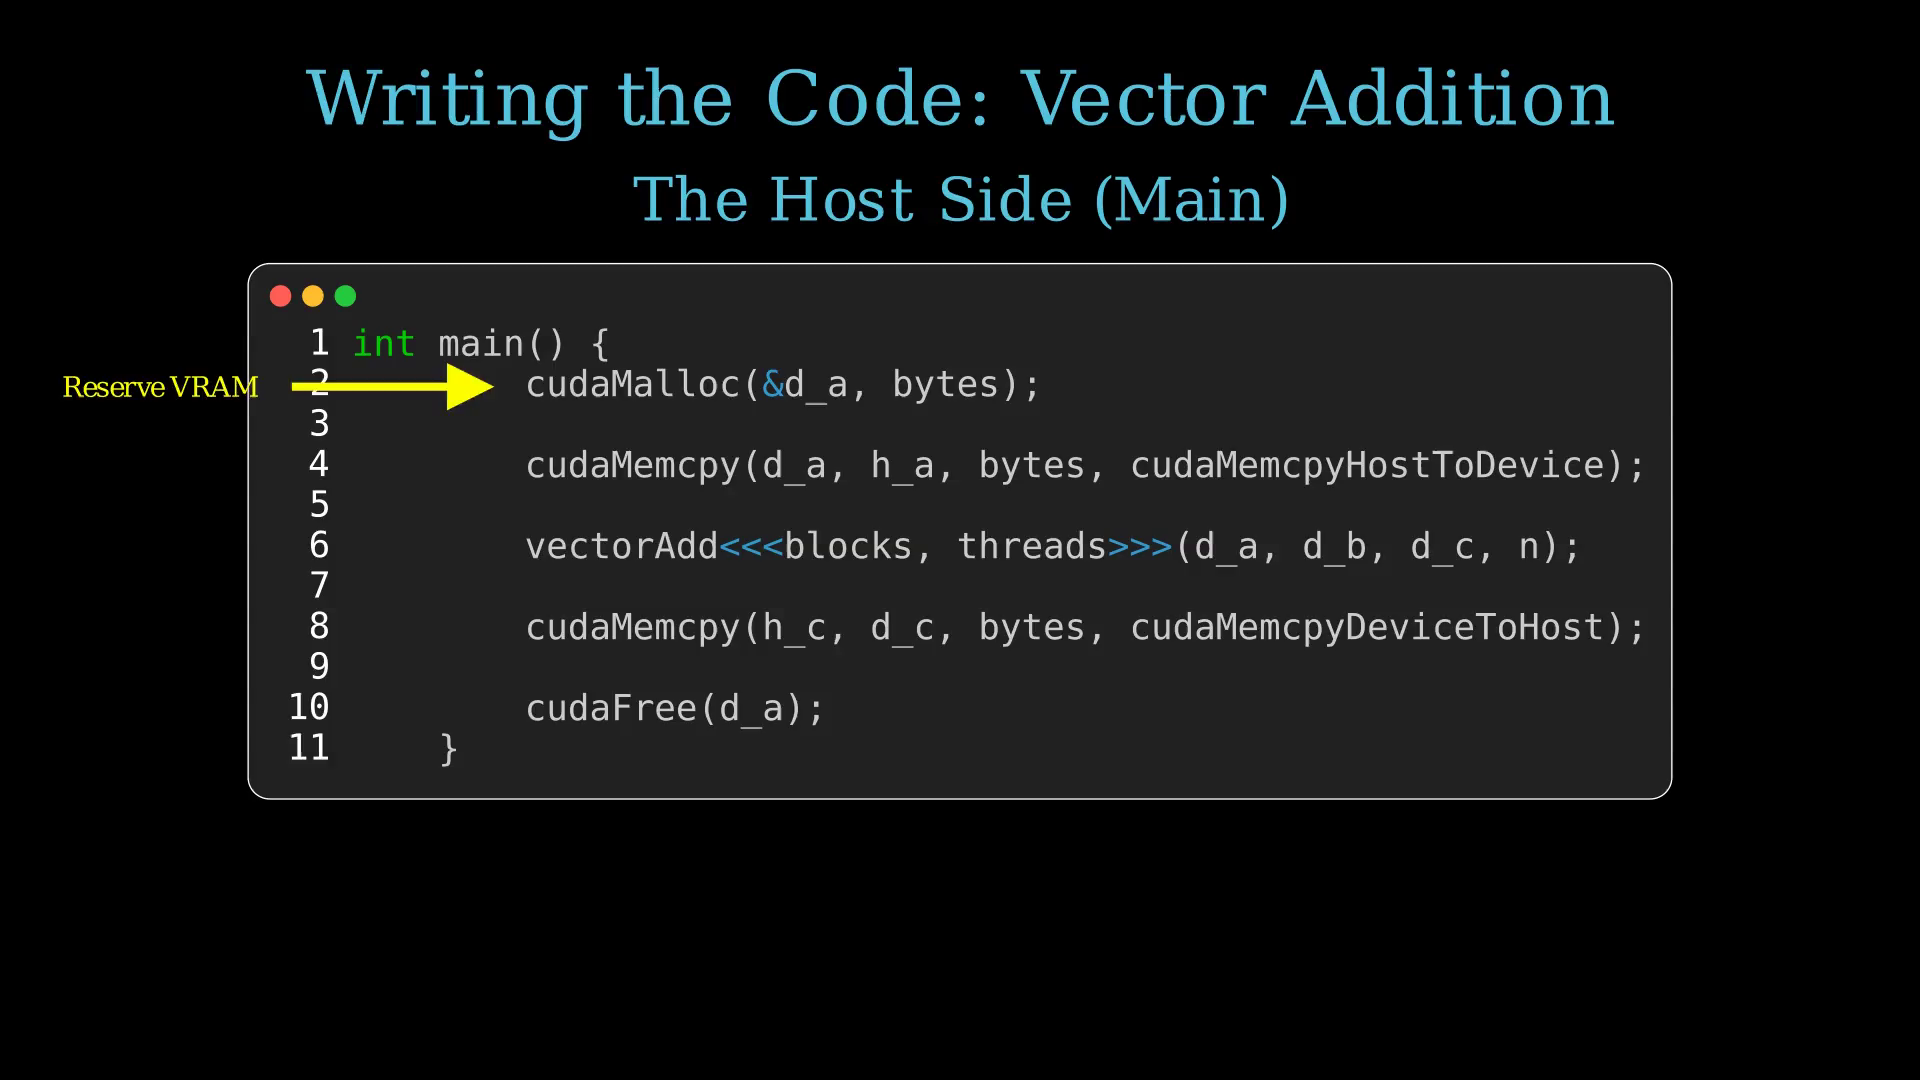 Writing the Code: Vector Addition
The Host Side (Main)
1 int main() {
Reserve VRAM
2 cudaMalloc(&d_a, bytes);
3
4 cudaMemcpy(d_a, h_a, bytes, cudaMemcpyHostToDevice);
5
6 vectorAdd<<<blocks, threads>>>(d_a, d_b, d_c, n);
7
8 cudaMemcpy(h_c, d_c, bytes, cudaMemcpyDeviceToHost);
9
10 cudaFree(d_a);
11 }